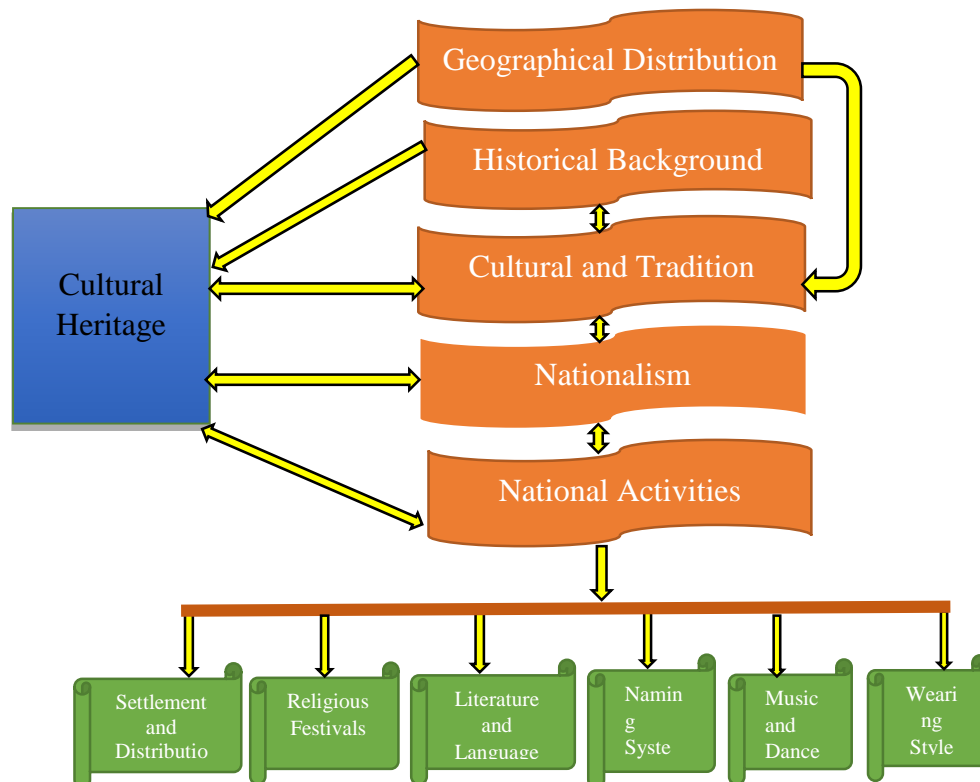 Geographical Distribution
Historical Background
Cultural and Tradition
Cultural
Heritage
Nationalism
National Activities
Settlement
and
Distributio
Religious
Festivals
Literature
and
Language
Namin
g
Syste
Music
and
Dance
Weari
ng
Style